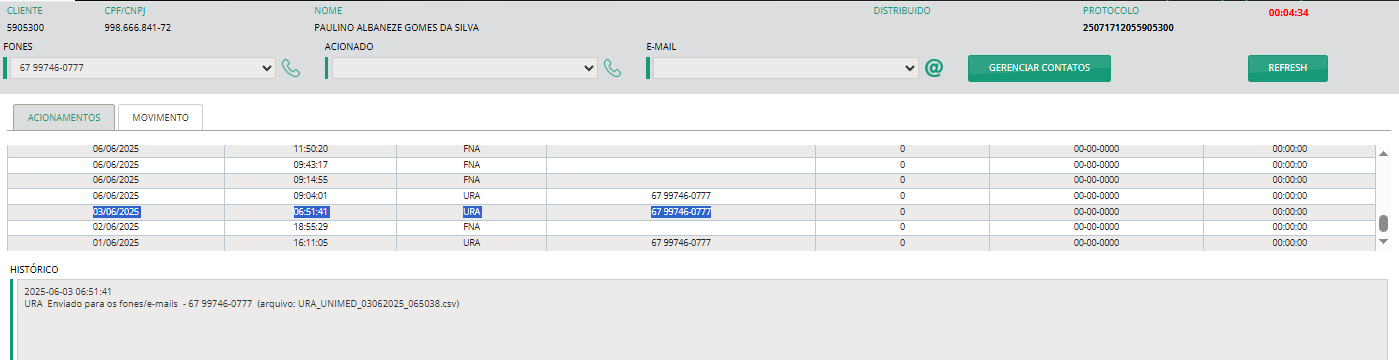 CLIENTE CPF/CNPJ NOME DISTRIBUIDO PROTOCOLO 00:04:34
5905300 998.666.841-72 PAULINO ALBANEZE GOMES DA SILVA 25071712055905300
FONES ACIONADO E-MAIL
67 99746-0777 @ GERENCIAR CONTATOS REFRESH
ACIONAMENTOS MOVIMENTO
06/06/2025 11:50:20 FNA 0 00-00-0000 00:00:00
06/06/2025 09:43:17 FNA 0 00-00-0000 00:00:00
06/06/2025 09:14:55 FNA 0 00-00-0000 00:00:00
06/06/2025 09:04:01 URA 67 99746-0777 0 00-00-0000 00:00:00
03/06/2025 06:51:41 URA 67 99746-0777 0 00-00-0000 00:00:00
02/06/2025 18:55:29 FNA 0 00-00-0000 00:00:00
01/06/2025 16:11:05 URA 67 99746-0777 0 00-00-0000 00:00:00
HISTÓRICO
2025-06-03 06:51:41
URA Enviado para os fones/e-mails - 67 99746-0777 (arquivo: URA_UNIMED_03062025_065038.csv)